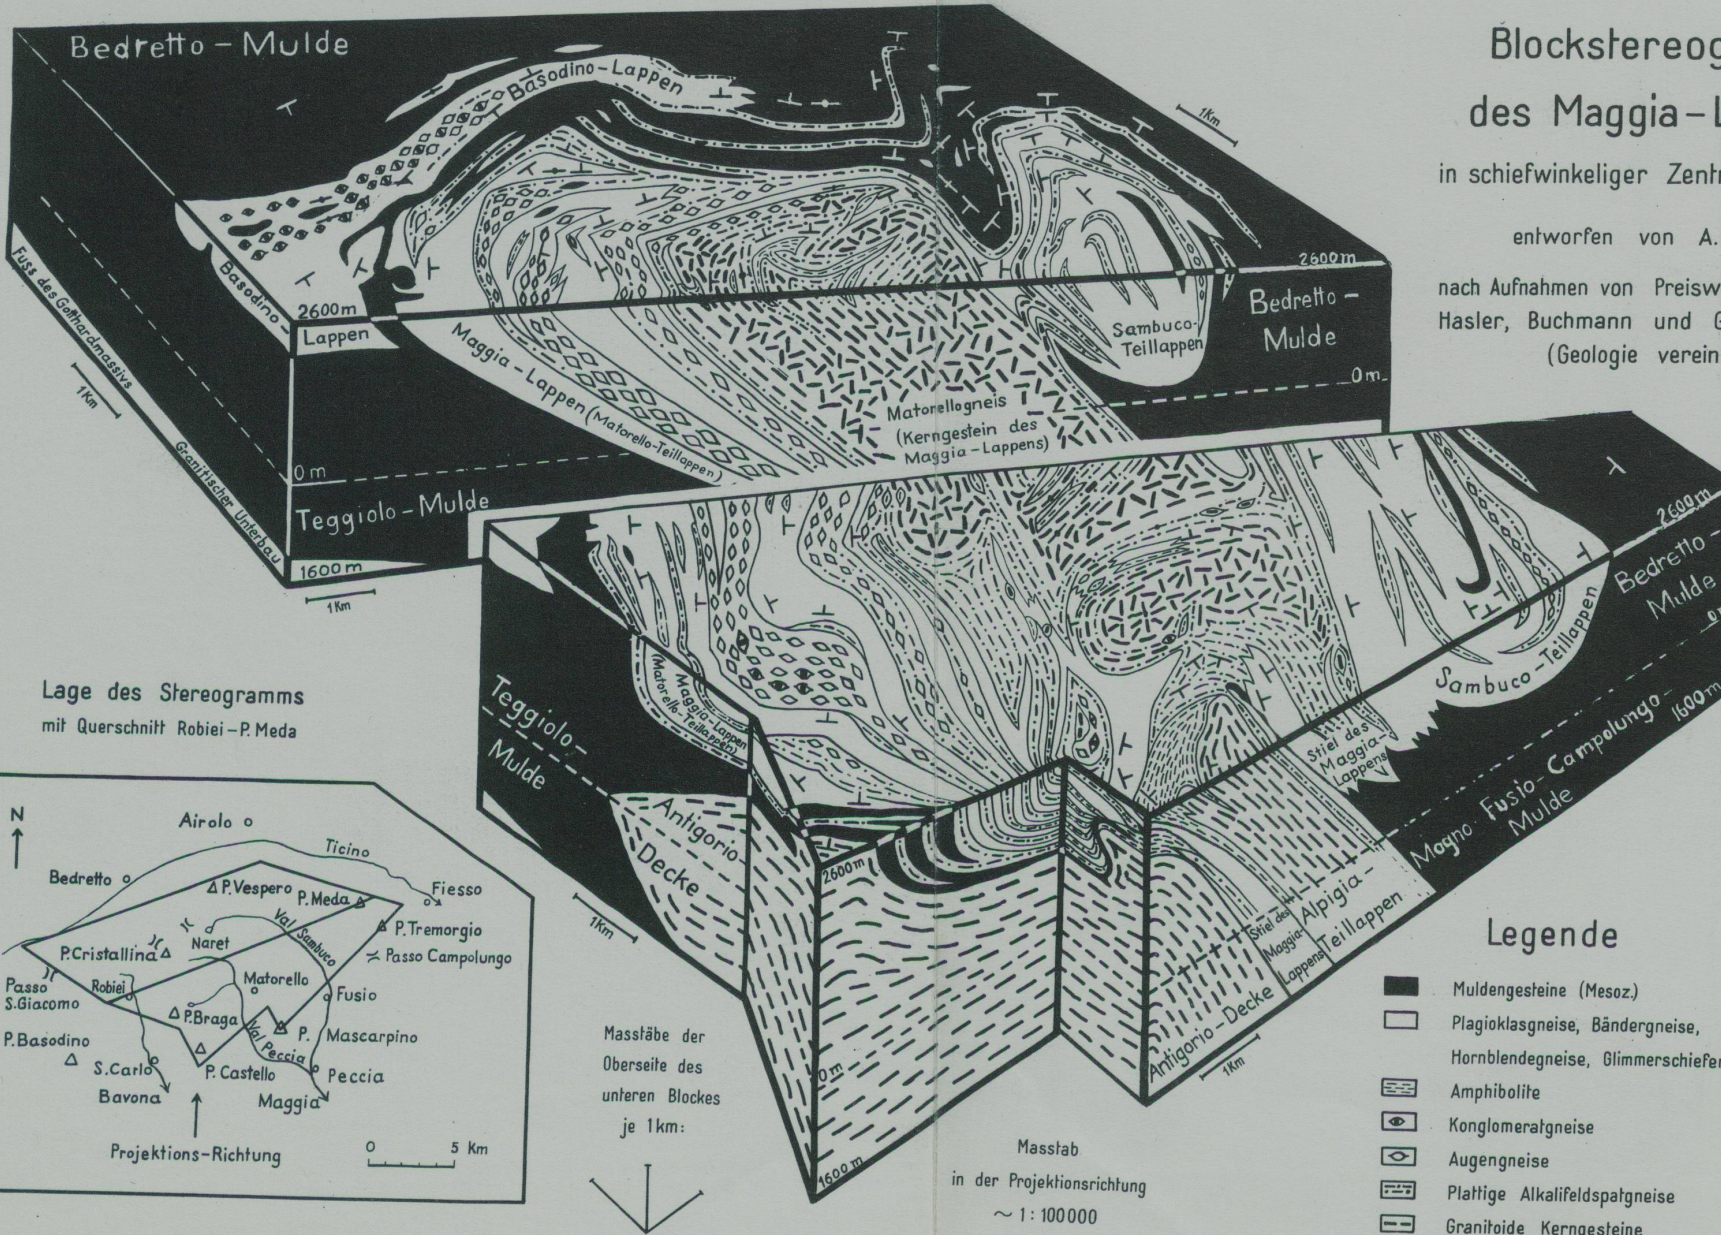 Blockstereog
des Maggia-L
in schiefwinkeliger Zentr
entworfen von A.
nach Aufnahmen von Preisw
Hasler, Buchmann und G
(Geologie verein
Bedretto-Mulde
Basodino-Lappen
1Km
2600m
Bedretto-
Mulde
0m
Sambuco-
Teillappen
Basodino-
Lappen
2600m
Fuss des Gotthardmassivs
1Km
Granitischer Unterbau
Maggia-Lappen (Matorello-Teillappen)
Matorellogneis
(Kerngestein des
Maggia-Lappens)
0m
Teggiolo-Mulde
1600m
1Km
2600m
Bedretto-
Mulde
Sambuco-Teillappen
1600m
Magno Fusio-Campolungo-
Mulde
Maggia-Lappen
(Matorello-Teillappen)
Teggiolo-
Mulde
Antigorio-
Decke
1Km
Stiel des
Maggia-
Lappens
2600m
0m
1600m
Stiel des
Maggia-
Lappens
Alpigia-
Teillappen
Antigorio-Decke
1Km
Lage des Stereogramms
mit Querschnitt Robiei-P. Meda
N
Airolo
Ticino
Bedretto
P.Vespero
P.Meda
Fiesso
Val Sambuco
P.Tremorgio
Naret
P.Cristallina
Passo Campolungo
Passo
S.Giacomo
Robiei
Matorello
Fusio
P.Braga
Val Peccia
P.
Mascarpino
P.Basodino
S.Carlo
P. Castello
Peccia
Bavona
Maggia
Projektions-Richtung
0 5 Km
Masstäbe der
Oberseite des
unteren Blockes
je 1km:
Masstab
in der Projektionsrichtung
~ 1:100000
Legende
Muldengesteine (Mesoz.)
Plagioklasgneise, Bändergneise,
Hornblendegneise, Glimmerschiefer
Amphibolite
Konglomeratgneise
Augengneise
Plattige Alkalifeldspatgneise
Granitoide Kerngesteine